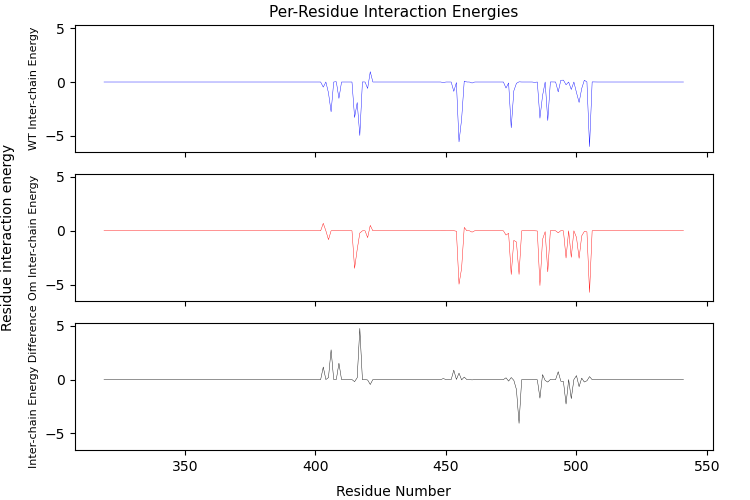 Per-Residue Interaction Energies
Residue interaction energy
WT Inter-chain Energy
5
0
−5
Om Inter-chain Energy
5
0
−5
Inter-chain Energy Difference
5
0
−5
350
400
450
500
550
Residue Number